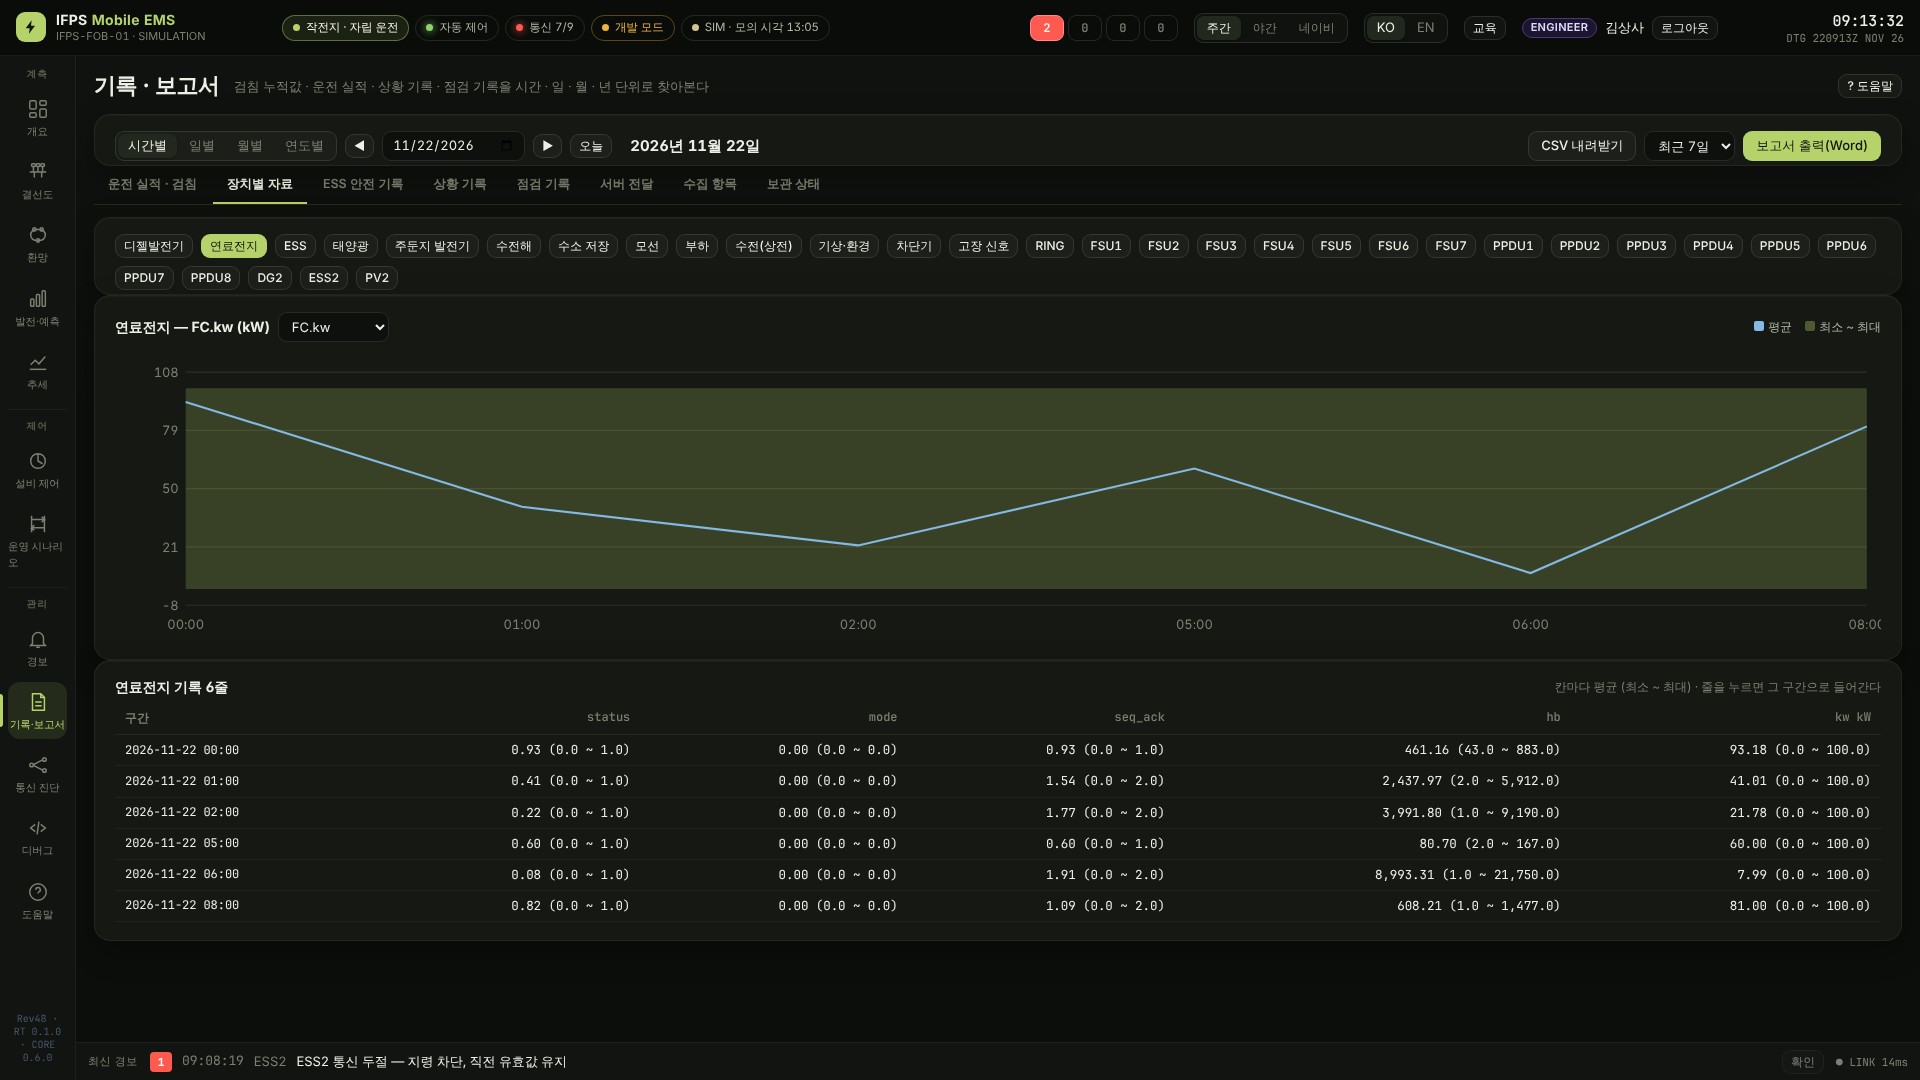 IFPS Mobile EMS
IFPS-FOB-01 · SIMULATION
작전지 · 자립 운전
자동 제어
통신 7/9
개발 모드
SIM · 모의 시각 13:05
2 0 0 0
주간 야간 네이비
KO EN
교육
ENGINEER 김상사 로그아웃
09:13:32
DTG 220913Z NOV 26
계측
개요
결선도
환망
발전·예측
추세
제어
설비 제어
운영 시나리
오
관리
경보
기록·보고서
통신 진단
디버그
도움말
Rev48 ·
RT 0.1.0
· CORE
0.6.0
기록 · 보고서 검침 누적값 · 운전 실적 · 상황 기록 · 점검 기록을 시간 · 일 · 월 · 년 단위로 찾아본다
? 도움말
시간별 일별 월별 연도별 ◀ 11/22/2026 ▶ 오늘 2026년 11월 22일
CSV 내려받기 최근 7일 보고서 출력(Word)
운전 실적 · 검침 장치별 자료 ESS 안전 기록 상황 기록 점검 기록 서버 전달 수집 항목 보관 상태
디젤발전기 연료전지 ESS 태양광 주둔지 발전기 수전해 수소 저장 모선 부하 수전(상전) 기상·환경 차단기 고장 신호 RING FSU1 FSU2 FSU3 FSU4 FSU5 FSU6 FSU7 PPDU1 PPDU2 PPDU3 PPDU4 PPDU5 PPDU6
PPDU7 PPDU8 DG2 ESS2 PV2
연료전지 — FC.kw (kW) FC.kw
평균 최소 ~ 최대
108
79
50
21
-8
00:00 01:00 02:00 05:00 06:00 08:00
연료전지 기록 6줄
칸마다 평균 (최소 ~ 최대) · 줄을 누르면 그 구간으로 들어간다
구간 status mode seq_ack hb kw kW
2026-11-22 00:00 0.93 (0.0 ~ 1.0) 0.00 (0.0 ~ 0.0) 0.93 (0.0 ~ 1.0) 461.16 (43.0 ~ 883.0) 93.18 (0.0 ~ 100.0)
2026-11-22 01:00 0.41 (0.0 ~ 1.0) 0.00 (0.0 ~ 0.0) 1.54 (0.0 ~ 2.0) 2,437.97 (2.0 ~ 5,912.0) 41.01 (0.0 ~ 100.0)
2026-11-22 02:00 0.22 (0.0 ~ 1.0) 0.00 (0.0 ~ 0.0) 1.77 (0.0 ~ 2.0) 3,991.80 (1.0 ~ 9,190.0) 21.78 (0.0 ~ 100.0)
2026-11-22 05:00 0.60 (0.0 ~ 1.0) 0.00 (0.0 ~ 0.0) 0.60 (0.0 ~ 1.0) 80.70 (2.0 ~ 167.0) 60.00 (0.0 ~ 100.0)
2026-11-22 06:00 0.08 (0.0 ~ 1.0) 0.00 (0.0 ~ 0.0) 1.91 (0.0 ~ 2.0) 8,993.31 (1.0 ~ 21,750.0) 7.99 (0.0 ~ 100.0)
2026-11-22 08:00 0.82 (0.0 ~ 1.0) 0.00 (0.0 ~ 0.0) 1.09 (0.0 ~ 2.0) 608.21 (1.0 ~ 1,477.0) 81.00 (0.0 ~ 100.0)
최신 경보 1 09:08:19 ESS2 ESS2 통신 두절 — 지령 차단, 직전 유효값 유지
확인 LINK 14ms